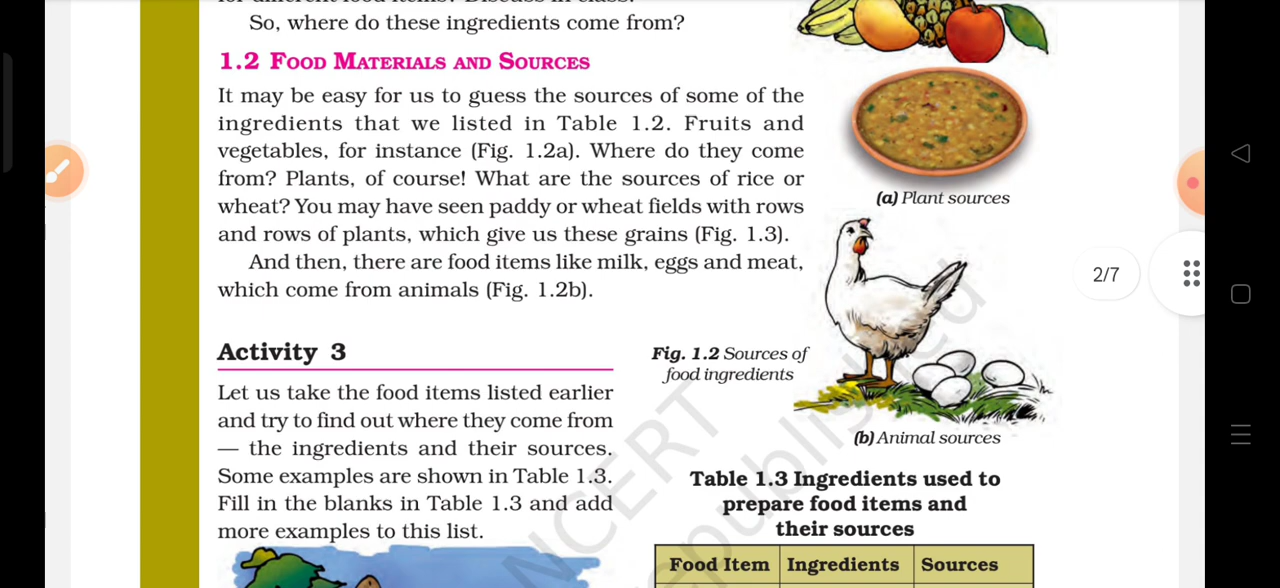 So, where do these ingredients come from?
1.2 FOOD MATERIALS AND SOURCES
It may be easy for us to guess the sources of some of the
ingredients that we listed in Table 1.2. Fruits and
vegetables, for instance (Fig. 1.2a). Where do they come
from? Plants, of course! What are the sources of rice or
wheat? You may have seen paddy or wheat fields with rows
and rows of plants, which give us these grains (Fig. 1.3).
And then, there are food items like milk, eggs and meat,
which come from animals (Fig. 1.2b).
(a) Plant sources
2/7
Activity 3
Let us take the food items listed earlier
and try to find out where they come from
— the ingredients and their sources.
Some examples are shown in Table 1.3.
Fill in the blanks in Table 1.3 and add
more examples to this list.
Fig. 1.2 Sources of
food ingredients
(b) Animal sources
Table 1.3 Ingredients used to
prepare food items and
their sources
Food Item Ingredients Sources
NCERT
republished